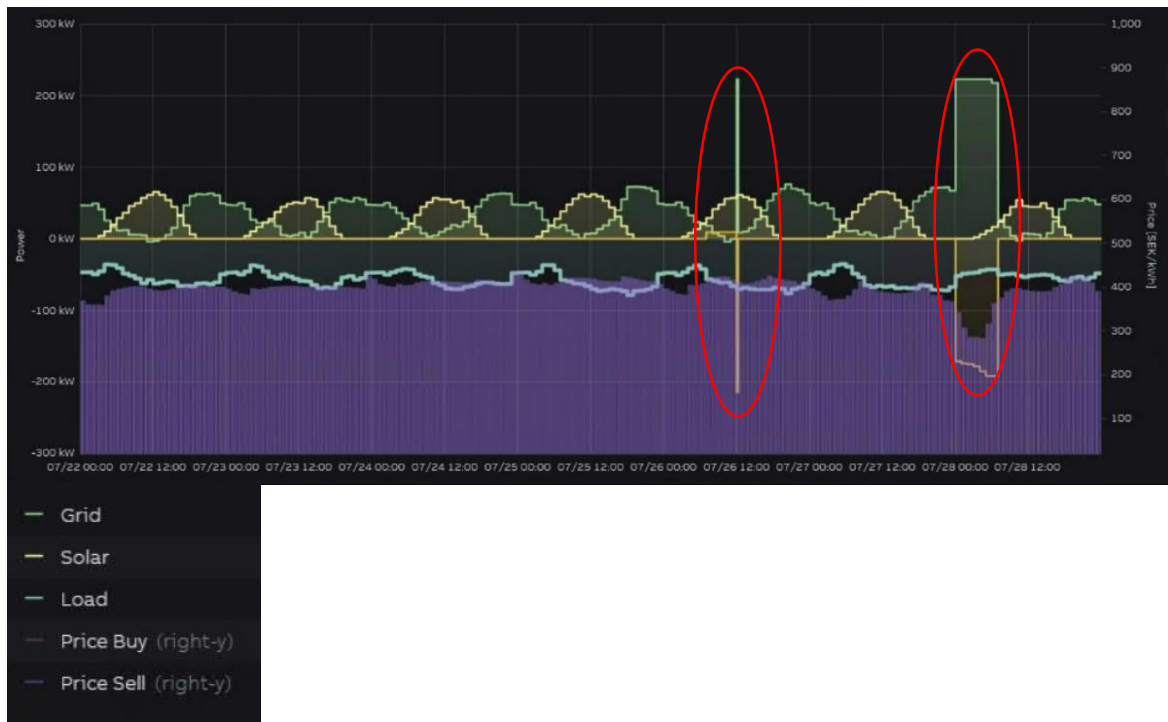 300 kW
200 kW
100 kW
0 kW
-100 kW
-200 kW
-300 kW
Power
1,000
900
800
700
600
500
400
300
200
100
Price [SEK/kWh]
07/22 00:00 07/22 12:00 07/23 00:00 07/23 12:00 07/24 00:00 07/24 12:00 07/25 00:00 07/25 12:00 07/26 00:00 07/26 12:00 07/27 00:00 07/27 12:00 07/28 00:00 07/28 12:00
Grid
Solar
Load
Price Buy (right-y)
Price Sell (right-y)